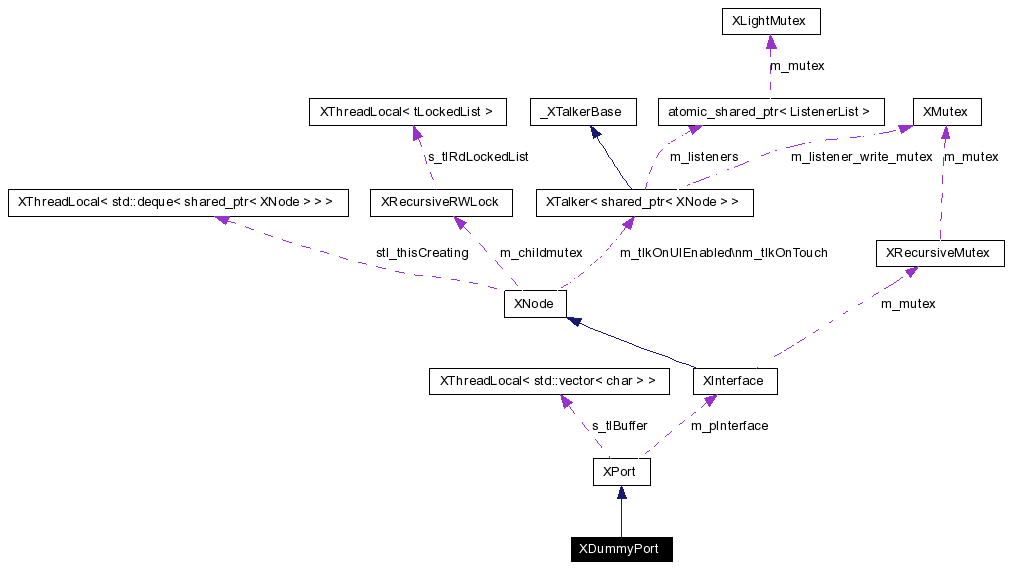 XLightMutex
m_mutex
XThreadLocal< tLockedList >
_XTalkerBase
atomic_shared_ptr< ListenerList >
XMutex
s_tlRdLockedList
m_listeners
m_listener_write_mutex
m_mutex
XThreadLocal< std::deque< shared_ptr< XNode > > >
XRecursiveRWLock
XTalker< shared_ptr< XNode > >
stl_thisCreating
m_childmutex
m_tlkOnUIEnabled\nm_tlkOnTouch
XRecursiveMutex
XNode
m_mutex
XThreadLocal< std::vector< char > >
XInterface
s_tlBuffer
m_pInterface
XPort
XDummyPort